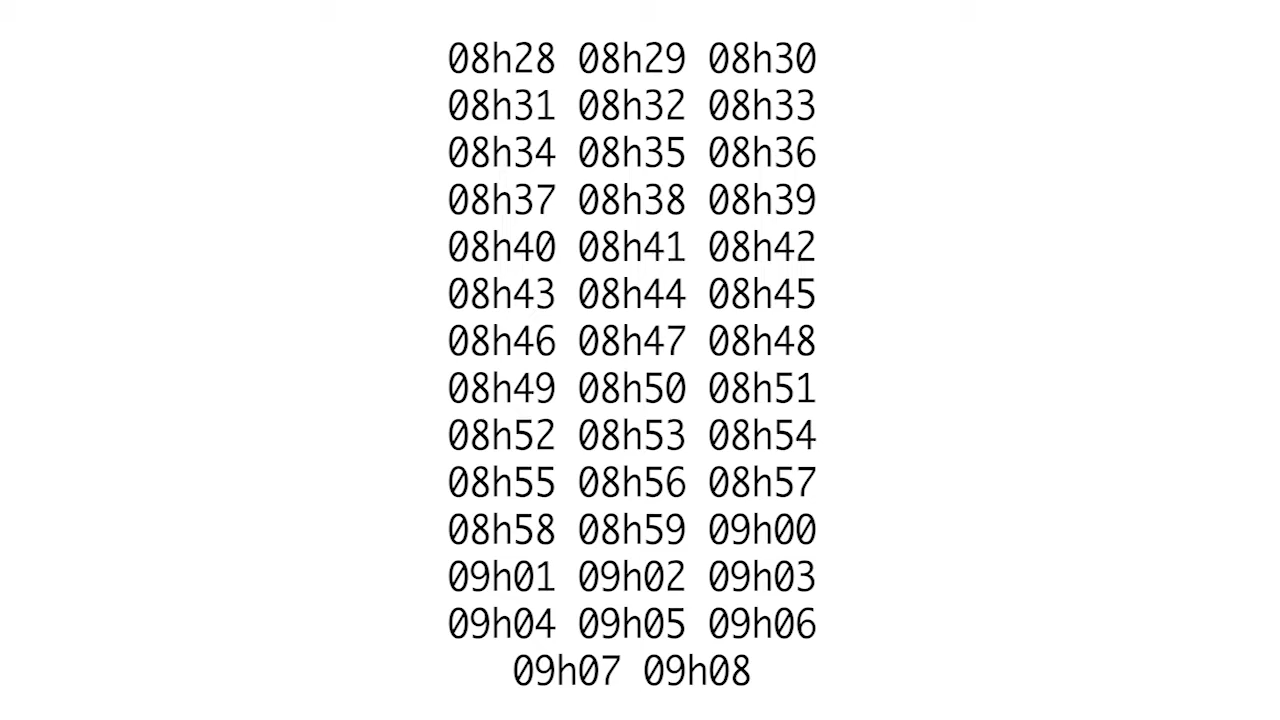 08h28 08h29 08h30
08h31 08h32 08h33
08h34 08h35 08h36
08h37 08h38 08h39
08h40 08h41 08h42
08h43 08h44 08h45
08h46 08h47 08h48
08h49 08h50 08h51
08h52 08h53 08h54
08h55 08h56 08h57
08h58 08h59 09h00
09h01 09h02 09h03
09h04 09h05 09h06
09h07 09h08